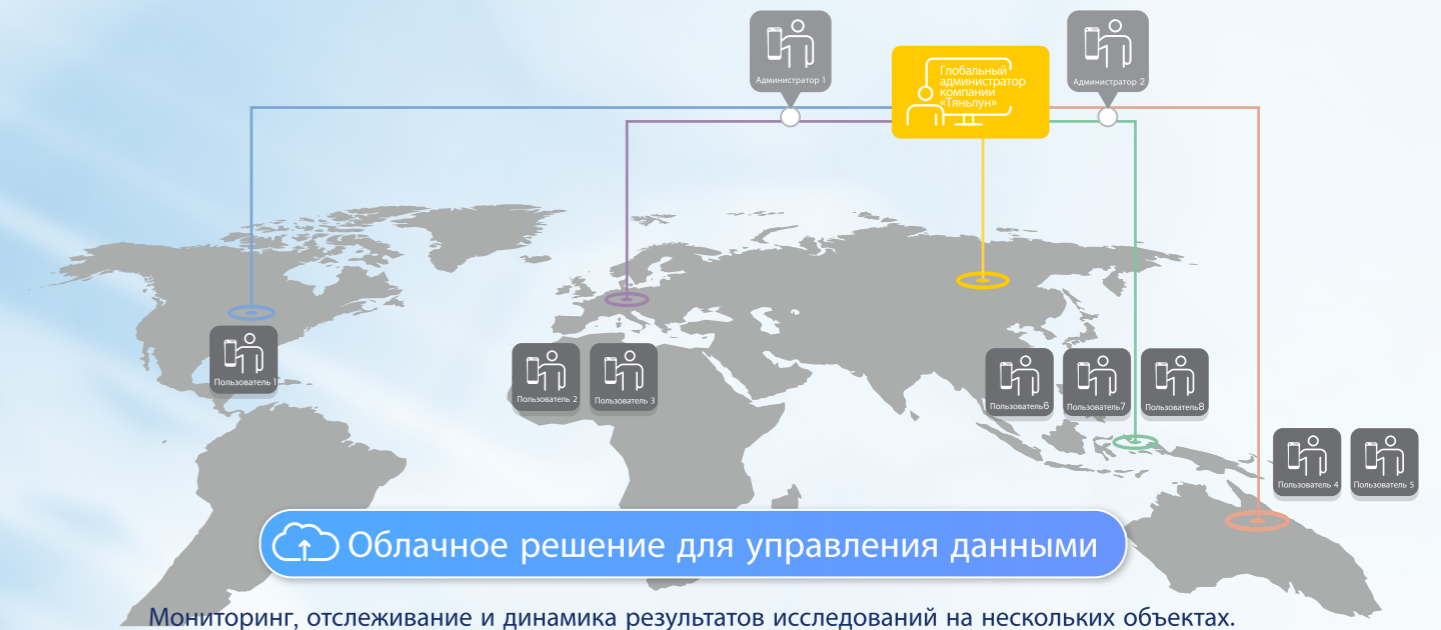 Администратор 1
Глобальный
администратор
компании
«Тяньлун»
Администратор 2
Пользователь 1
Пользователь 2
Пользователь 3
Пользователь6
Пользователь7
Пользователь8
Пользователь 4
Пользователь 5
Облачное решение для управления данными
Мониторинг, отслеживание и динамика результатов исследований на нескольких объектах.